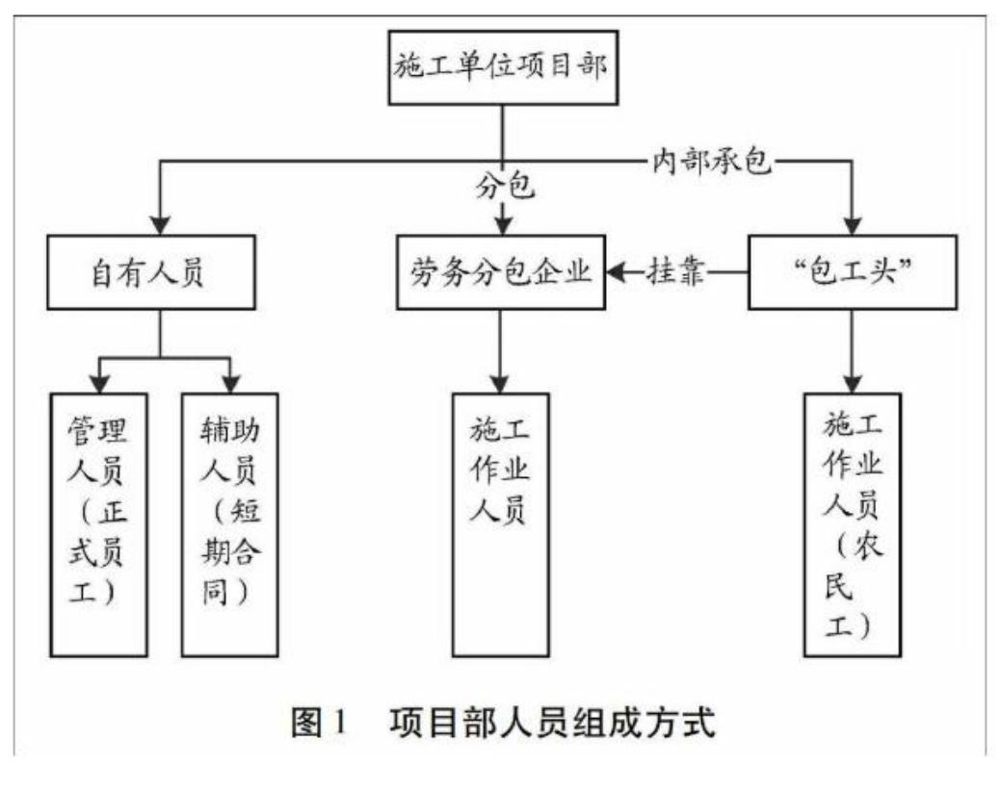 施工单位项目部
内部承包
分包
自有人员
劳务分包企业
挂靠
“包工头”
管理
人员
（正
式员
工）
辅助
人员
（短
期合
同）
施工
作业
人员
施工
作业
人员
（农
民
工）
图1 项目部人员组成方式